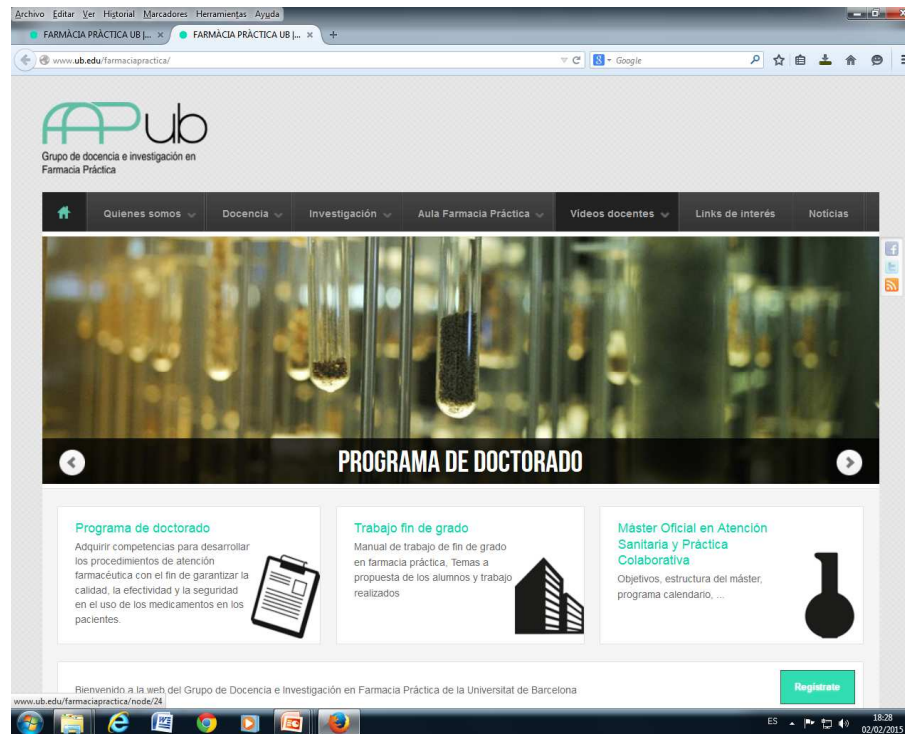 Archivo Editar Ver Historial Marcadores Herramientas Ayuda
FARMÀCIA PRÀCTICA UB |... × FARMÀCIA PRÀCTICA UB |... × +
www.ub.edu/farmaciapractica/ Google
AAPub
Grupo de docencia e investigación en
Farmacia Práctica
Quienes somos Docencia Investigación Aula Farmacia Práctica Vídeos docentes Links de interés Noticias
PROGRAMA DE DOCTORADO
Programa de doctorado
Adquirir competencias para desarrollar
los procedimientos de atención
farmacéutica con el fin de garantizar la
calidad, la efectividad y la seguridad
en el uso de los medicamentos en los
pacientes.
Trabajo fin de grado
Manual de trabajo de fin de grado
en farmacia práctica, Temas a
propuesta de los alumnos y trabajo
realizados
Máster Oficial en Atención
Sanitaria y Práctica
Colaborativa
Objetivos, estructura del máster,
programa calendario, ...
Bienvenido a la web del Grupo de Docencia e Investigación en Farmacia Práctica de la Universitat de Barcelona
Regístrate
www.ub.edu/farmaciapractica/node/24
ES 18:28
02/02/2015